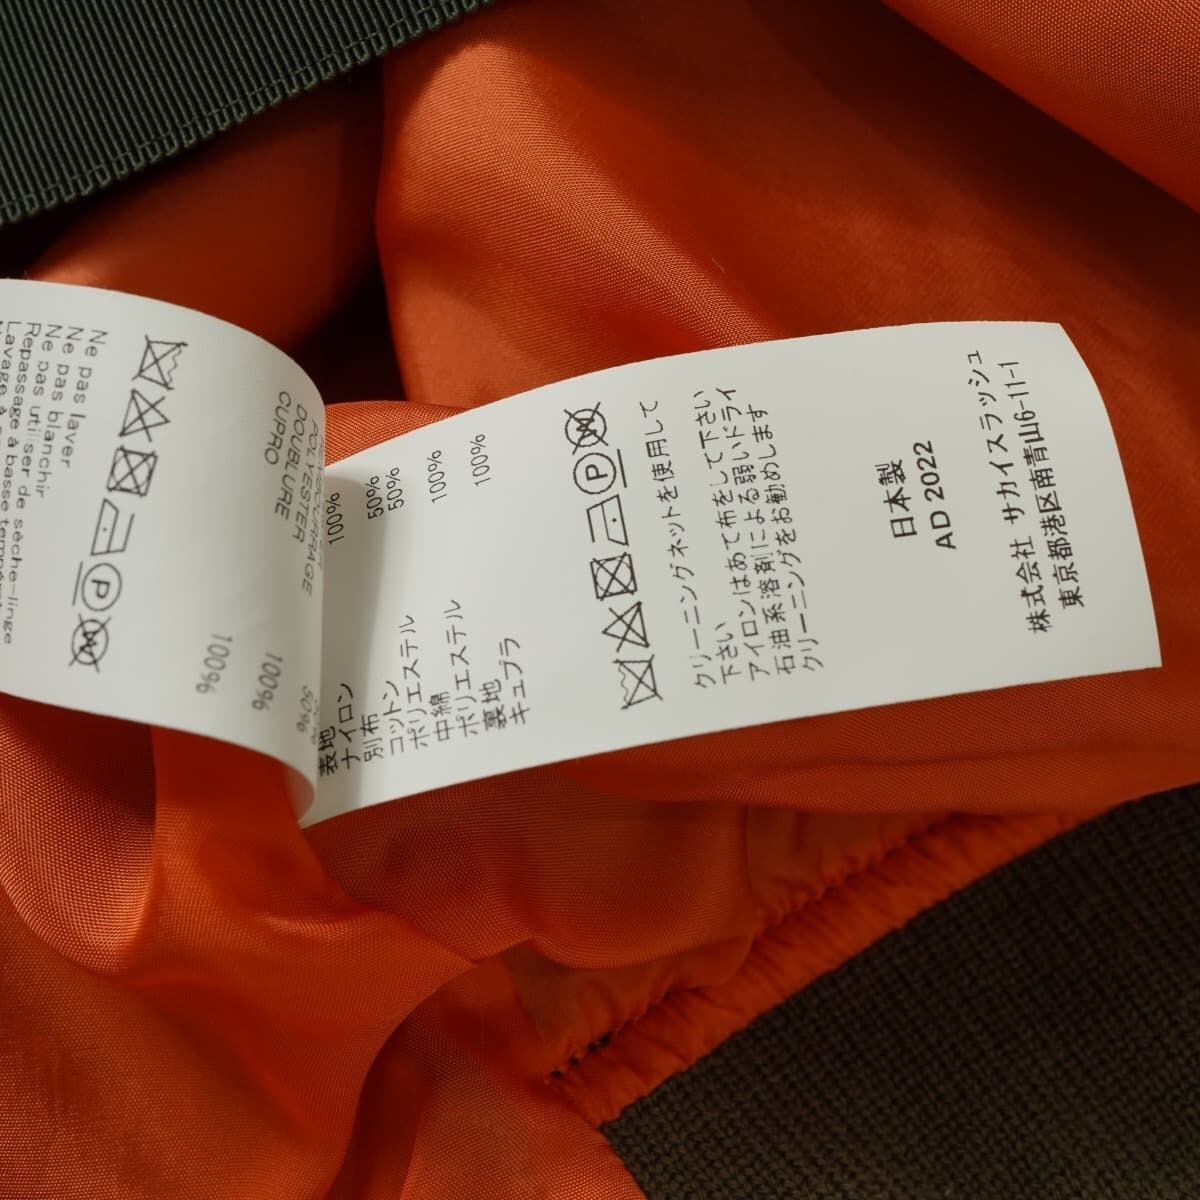 Ne pas laver
Ne pas blanchir
Ne pas utiliser de sèche-linge
Repassage à basse
Lavage à
POLYESTER
DOUBLURE
CUPRO
50%
100%
100%
表地
ナイロン 100%
別布
コットン 50%
ポリエステル 50%
中綿
ポリエステル 100%
裏地
キュプラ 100%
クリーニングネットを使用して
下さい
アイロンはあて布をして下さい
石油系溶剤による弱いドライ
クリーニングをお勧めします
日本製
AD 2022
株式会社 サカイスラッシュ
東京都港区南青山6-11-1